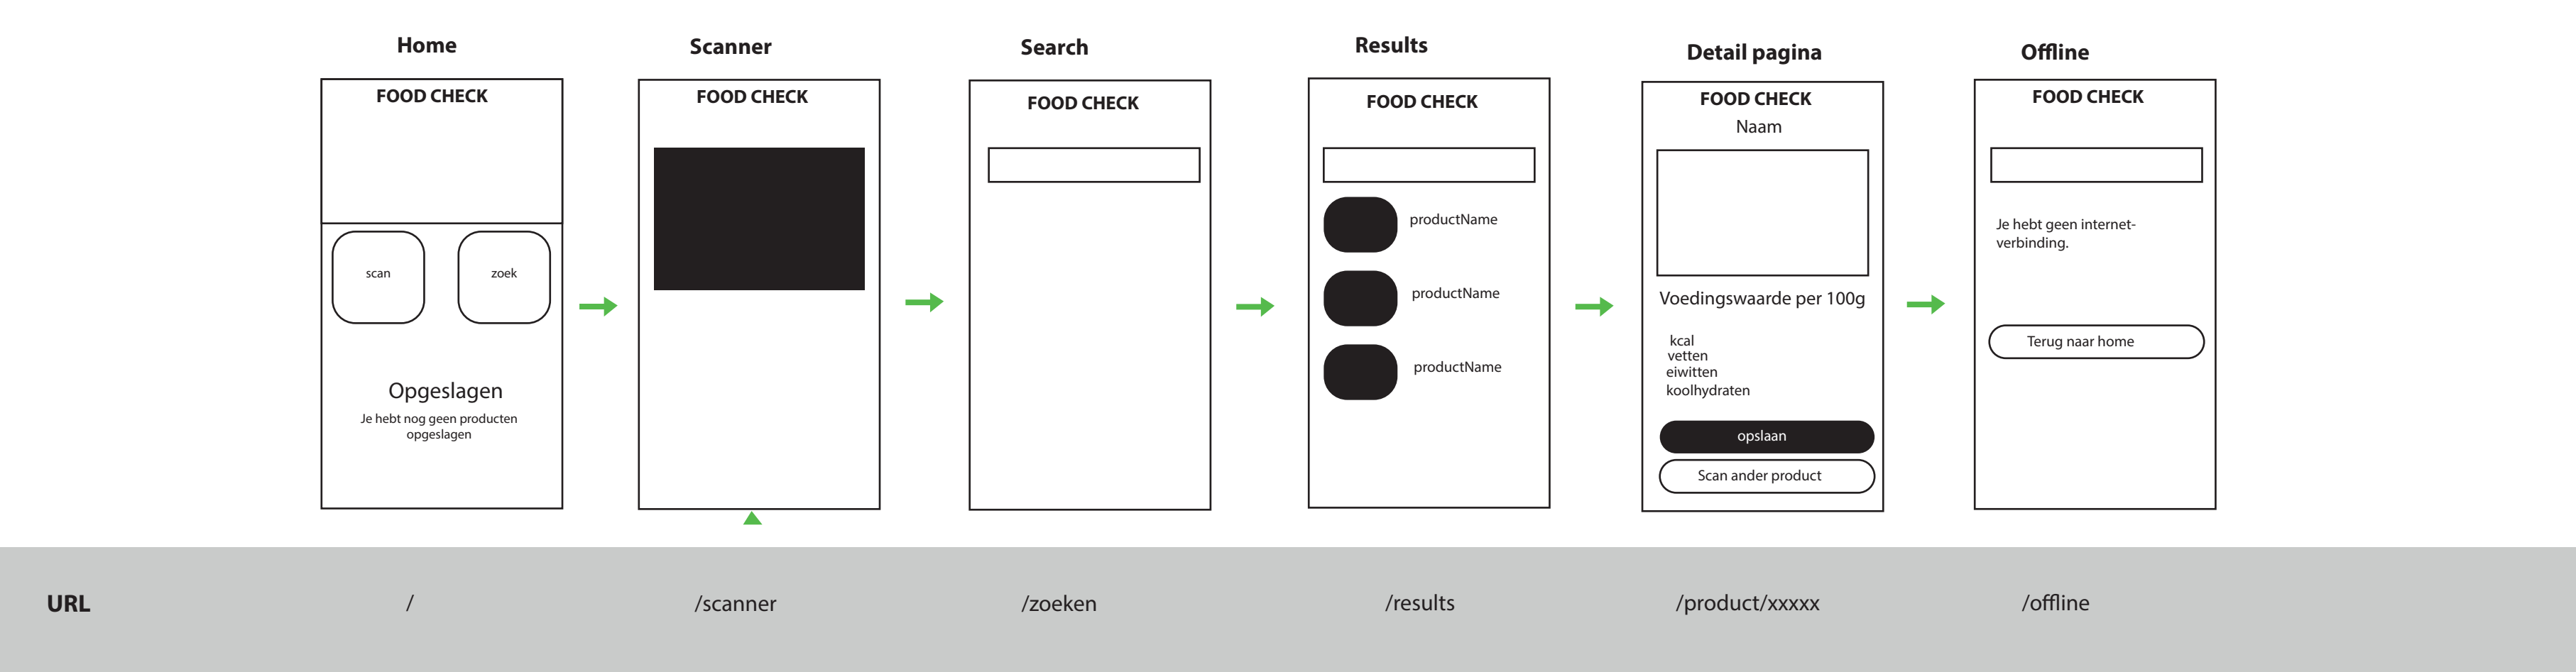 Home
FOOD CHECK
scan
zoek
Opgeslagen
Je hebt nog geen producten
opgeslagen
Scanner
FOOD CHECK
Search
FOOD CHECK
Results
FOOD CHECK
productName
productName
productName
Detail pagina
FOOD CHECK
Naam
Voedingswaarde per 100g
kcal
vetten
eiwitten
koolhydraten
opslaan
Scan ander product
Offline
FOOD CHECK
Je hebt geen internet-
verbinding.
Terug naar home
URL
/
/scanner
/zoeken
/results
/product/xxxxx
/offline